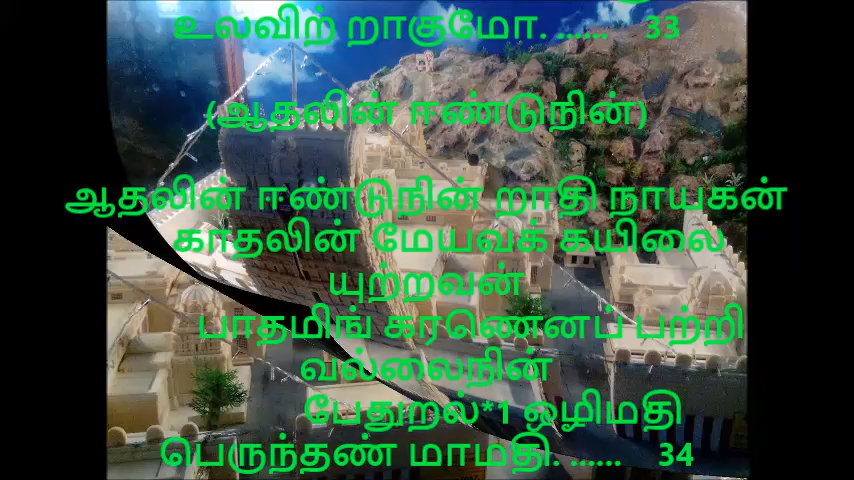 உலவிற் றாகுமோ. ...... 33
(ஆதலின் ஈண்டுநின்)
ஆதலின் ஈண்டுநின் றாதி நாயகன்
காதலின் மேயவக் கயிலை
யுற்றவன்
பாதமிங் கரணெனப் பற்றி
வல்லைநின்
பேதுறல்*1 ஒழிமதி
பெருந்தண் மாமதி. ...... 34